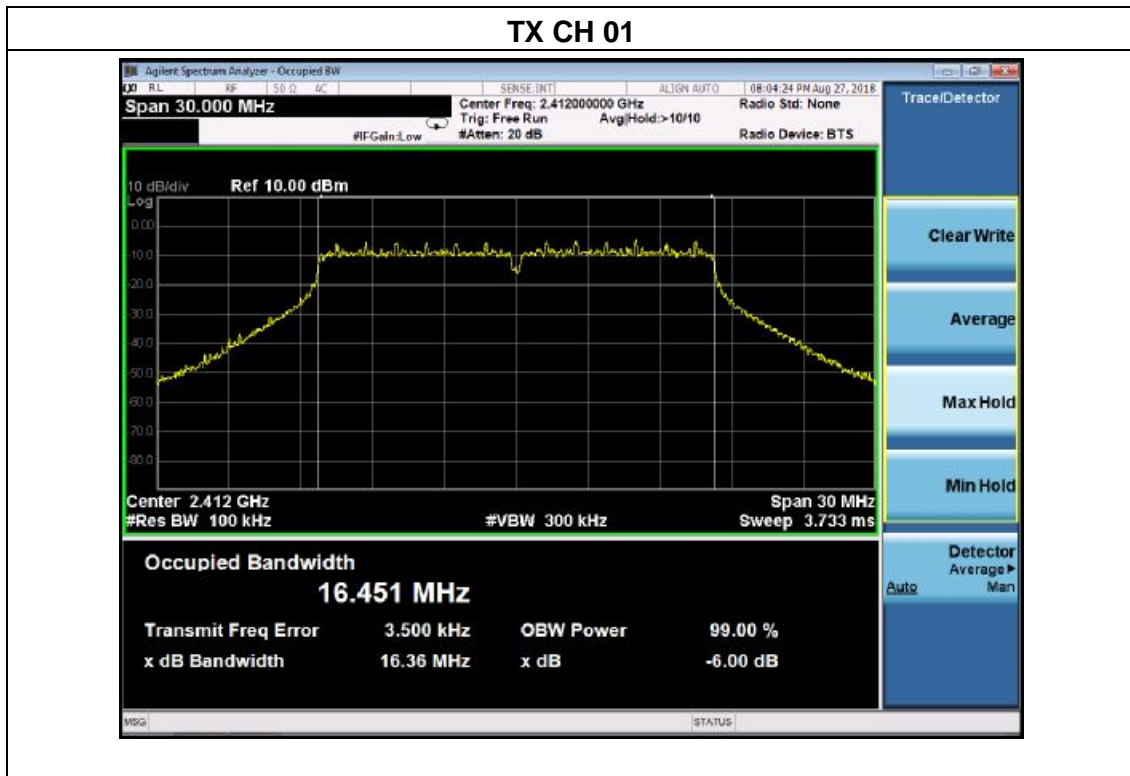 TX CH 01
Agilent Spectrum Analyzer - Occupied BW
RL RF 50 Ω AC SENSE:INT ALIGN AUTO 08:04:24 PM Aug 27, 2018
Span 30.000 MHz
Center Freq: 2.412000000 GHz
Radio Std: None
Trig: Free Run Avg|Hold:>10/10
#IFGain:Low
#Atten: 20 dB
Radio Device: BTS
10 dB/div Ref 10.00 dBm
Log
0.00
-10.0
-20.0
-30.0
-40.0
-50.0
-60.0
-70.0
-80.0
Center 2.412 GHz
Span 30 MHz
#Res BW 100 kHz
#VBW 300 kHz
Sweep 3.733 ms
Occupied Bandwidth
16.451 MHz
Transmit Freq Error 3.500 kHz OBW Power 99.00 %
x dB Bandwidth 16.36 MHz x dB -6.00 dB
MSG STATUS
Trace/Detector
Clear Write
Average
Max Hold
Min Hold
Detector
Average▶
Auto Man